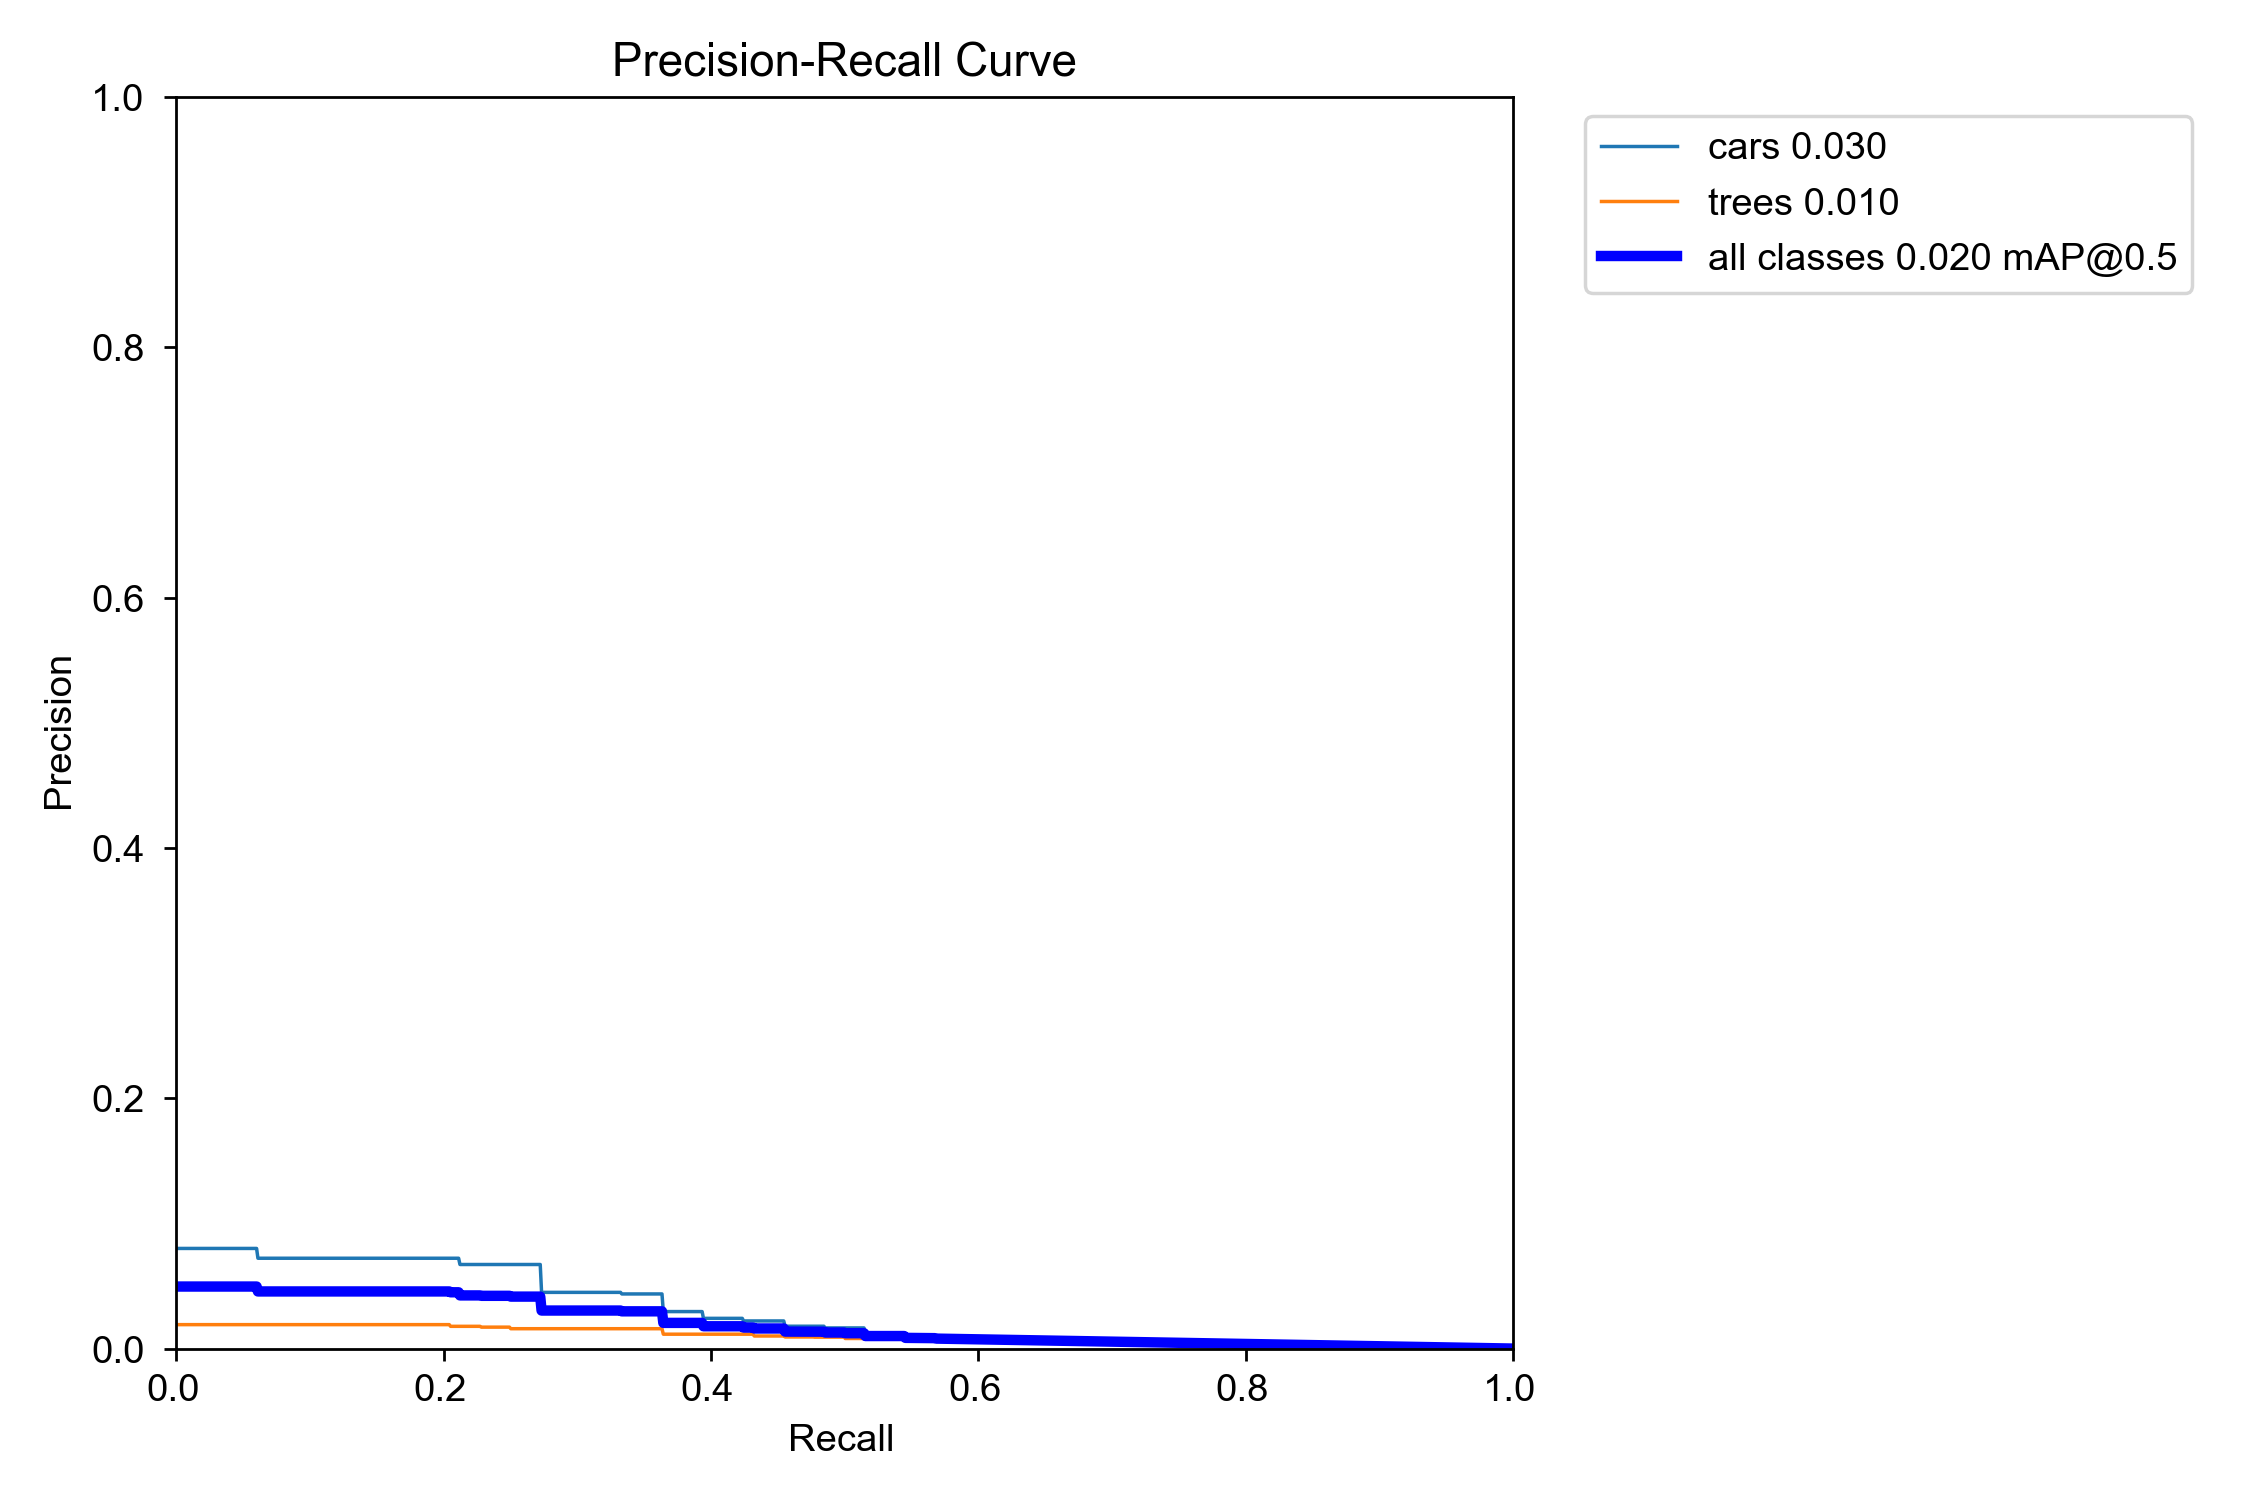 Precision-Recall Curve
1.0
0.8
0.6
0.4
0.2
0.0
Precision
0.0 0.2 0.4 0.6 0.8 1.0
Recall
cars 0.030
trees 0.010
all classes 0.020 mAP@0.5